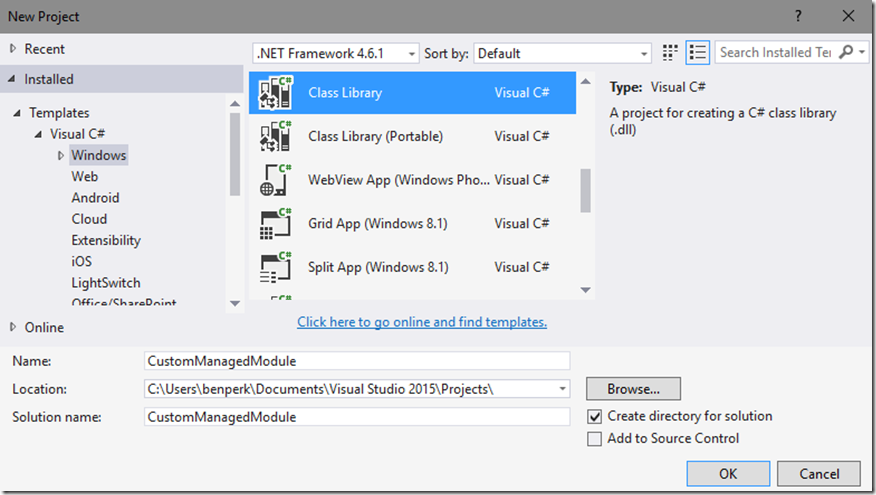 New Project
?
Recent
.NET Framework 4.6.1 Sort by: Default Search Installed Te
Installed
Templates
Visual C#
Windows
Web
Android
Cloud
Extensibility
iOS
LightSwitch
Office/SharePoint
Online
C# Class Library Visual C#
C# Class Library (Portable) Visual C#
C# WebView App (Windows Pho... Visual C#
C# Grid App (Windows 8.1) Visual C#
C# Split App (Windows 8.1) Visual C#
C#
Click here to go online and find templates.
Type: Visual C#
A project for creating a C# class library
(.dll)
Name: CustomManagedModule
Location: C:\Users\benperk\Documents\Visual Studio 2015\Projects\ Browse...
Solution name: CustomManagedModule
Create directory for solution
Add to Source Control
OK Cancel